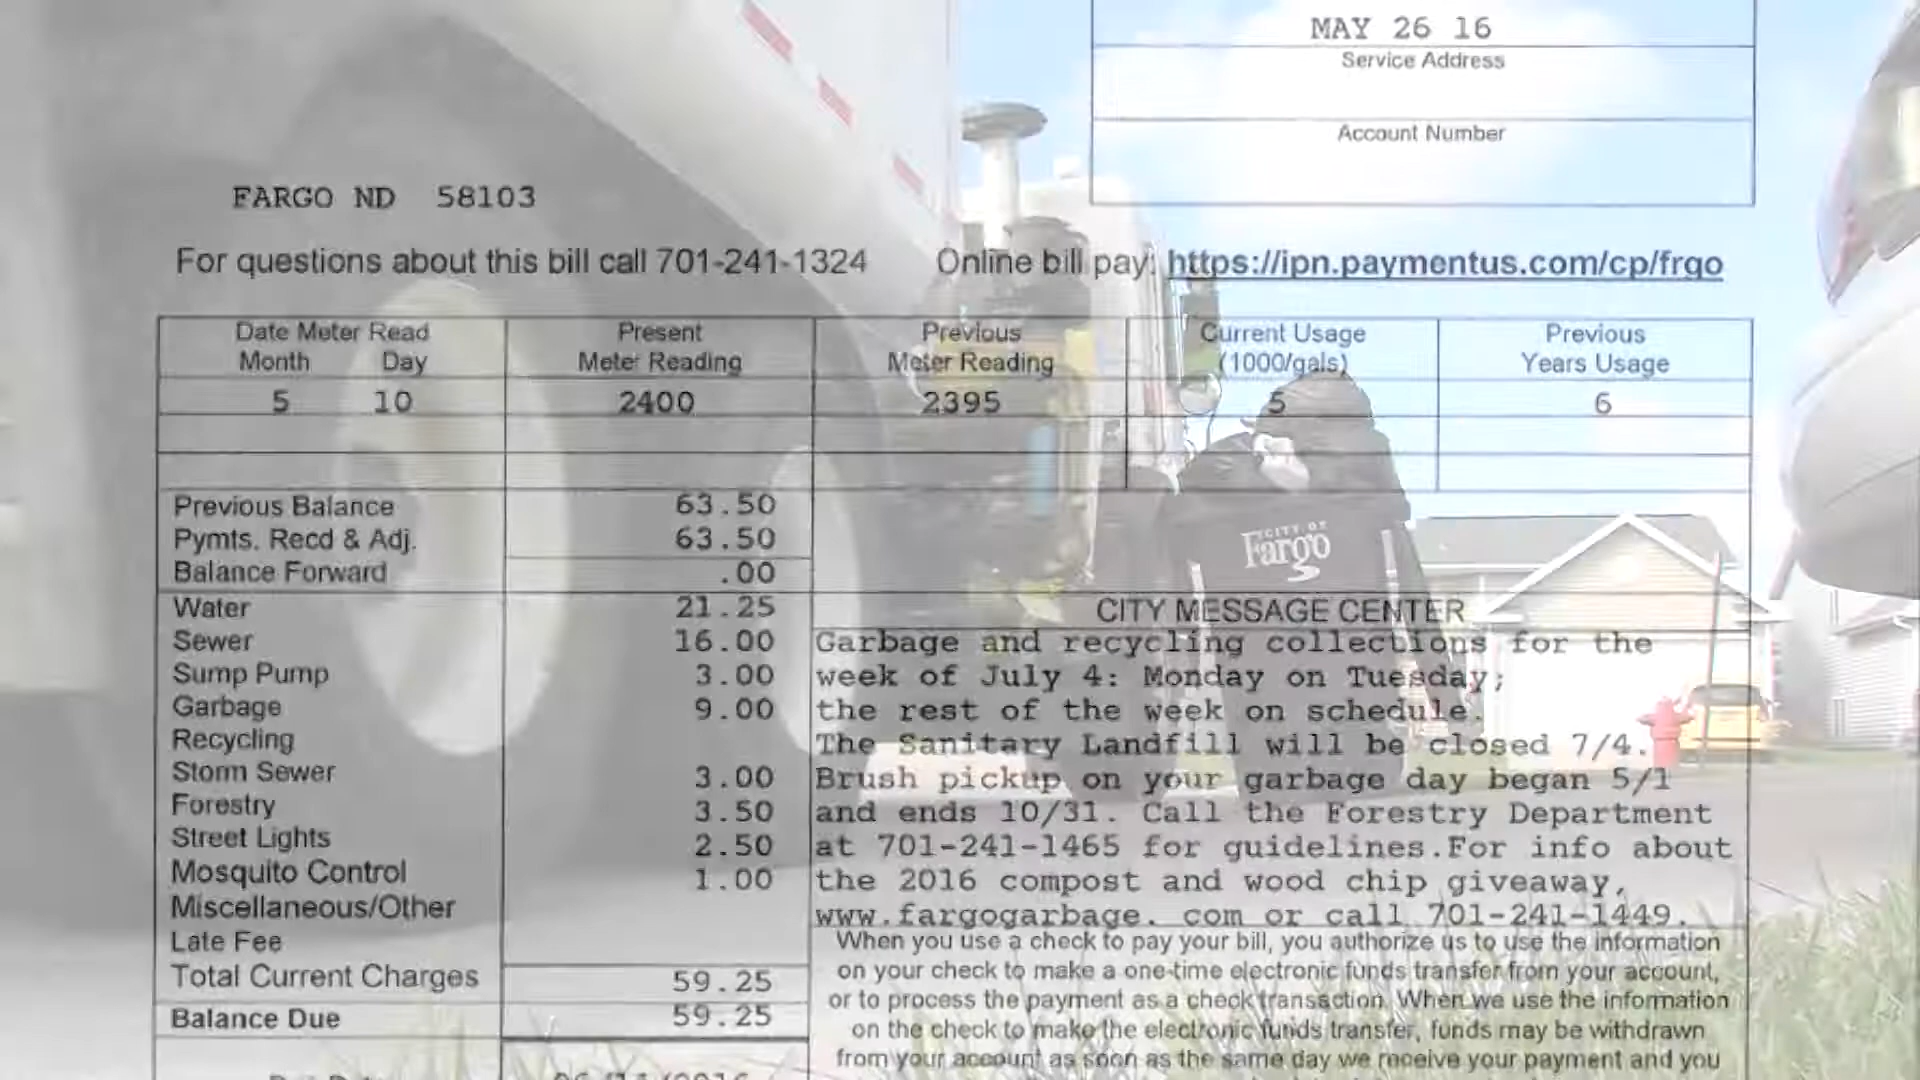 MAY 26 16
Service Address
Account Number
FARGO ND 58103
For questions about this bill call 701-241-1324 Online bill pay: https://ipn.paymentus.com/cp/frgo
Date Meter Read
Month Day
Present
Meter Reading
Previous
Meter Reading
Current Usage
(1000/gals)
Previous
Years Usage
5 10 2400 2395 5 6
Previous Balance 63.50
Pymts. Recd & Adj. 63.50
Balance Forward .00
Water 21.25
Sewer 16.00
Sump Pump 3.00
Garbage 9.00
Recycling
Storm Sewer 3.00
Forestry 3.50
Street Lights 2.50
Mosquito Control 1.00
Miscellaneous/Other
Late Fee
Total Current Charges 59.25
Balance Due 59.25
CITY OF
Fargo
CITY MESSAGE CENTER
Garbage and recycling collections for the
week of July 4: Monday on Tuesday;
the rest of the week on schedule.
The Sanitary Landfill will be closed 7/4.
Brush pickup on your garbage day began 5/1
and ends 10/31. Call the Forestry Department
at 701-241-1465 for guidelines.For info about
the 2016 compost and wood chip giveaway,
www.fargogarbage. com or call 701-241-1449.
When you use a check to pay your bill, you authorize us to use the information
on your check to make a one-time electronic funds transfer from your account,
or to process the payment as a check transaction. When we use the information
on the check to make the electronic funds transfer, funds may be withdrawn
from your account as soon as the same day we receive your payment and you